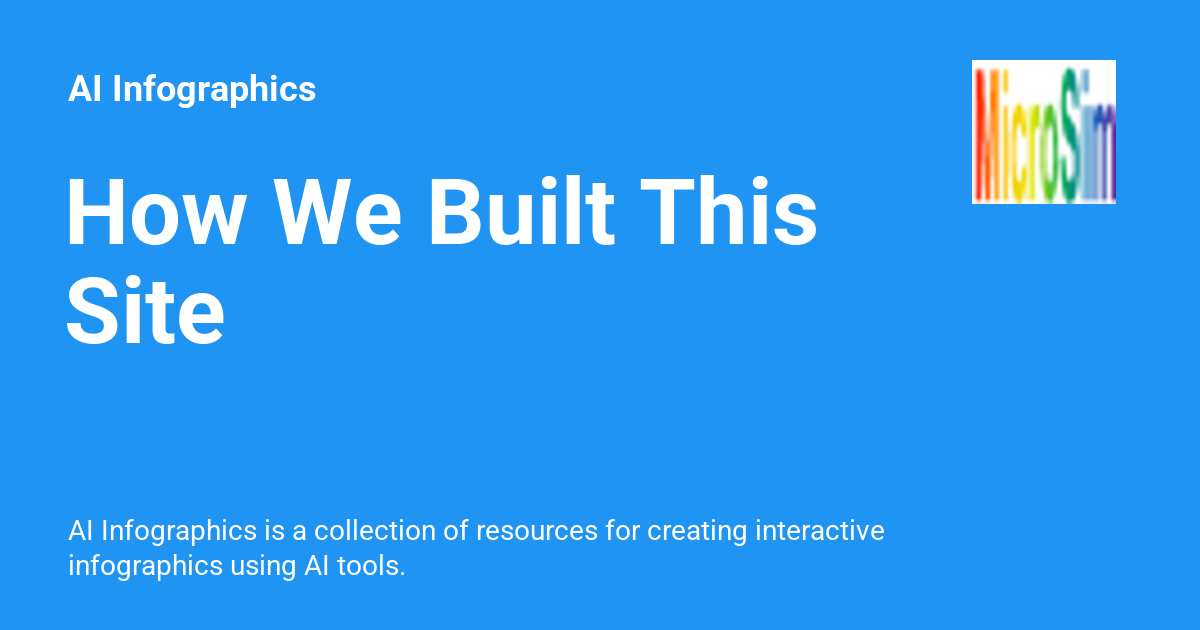 AI Infographics
MicroSim
How We Built This
Site
AI Infographics is a collection of resources for creating interactive
infographics using AI tools.